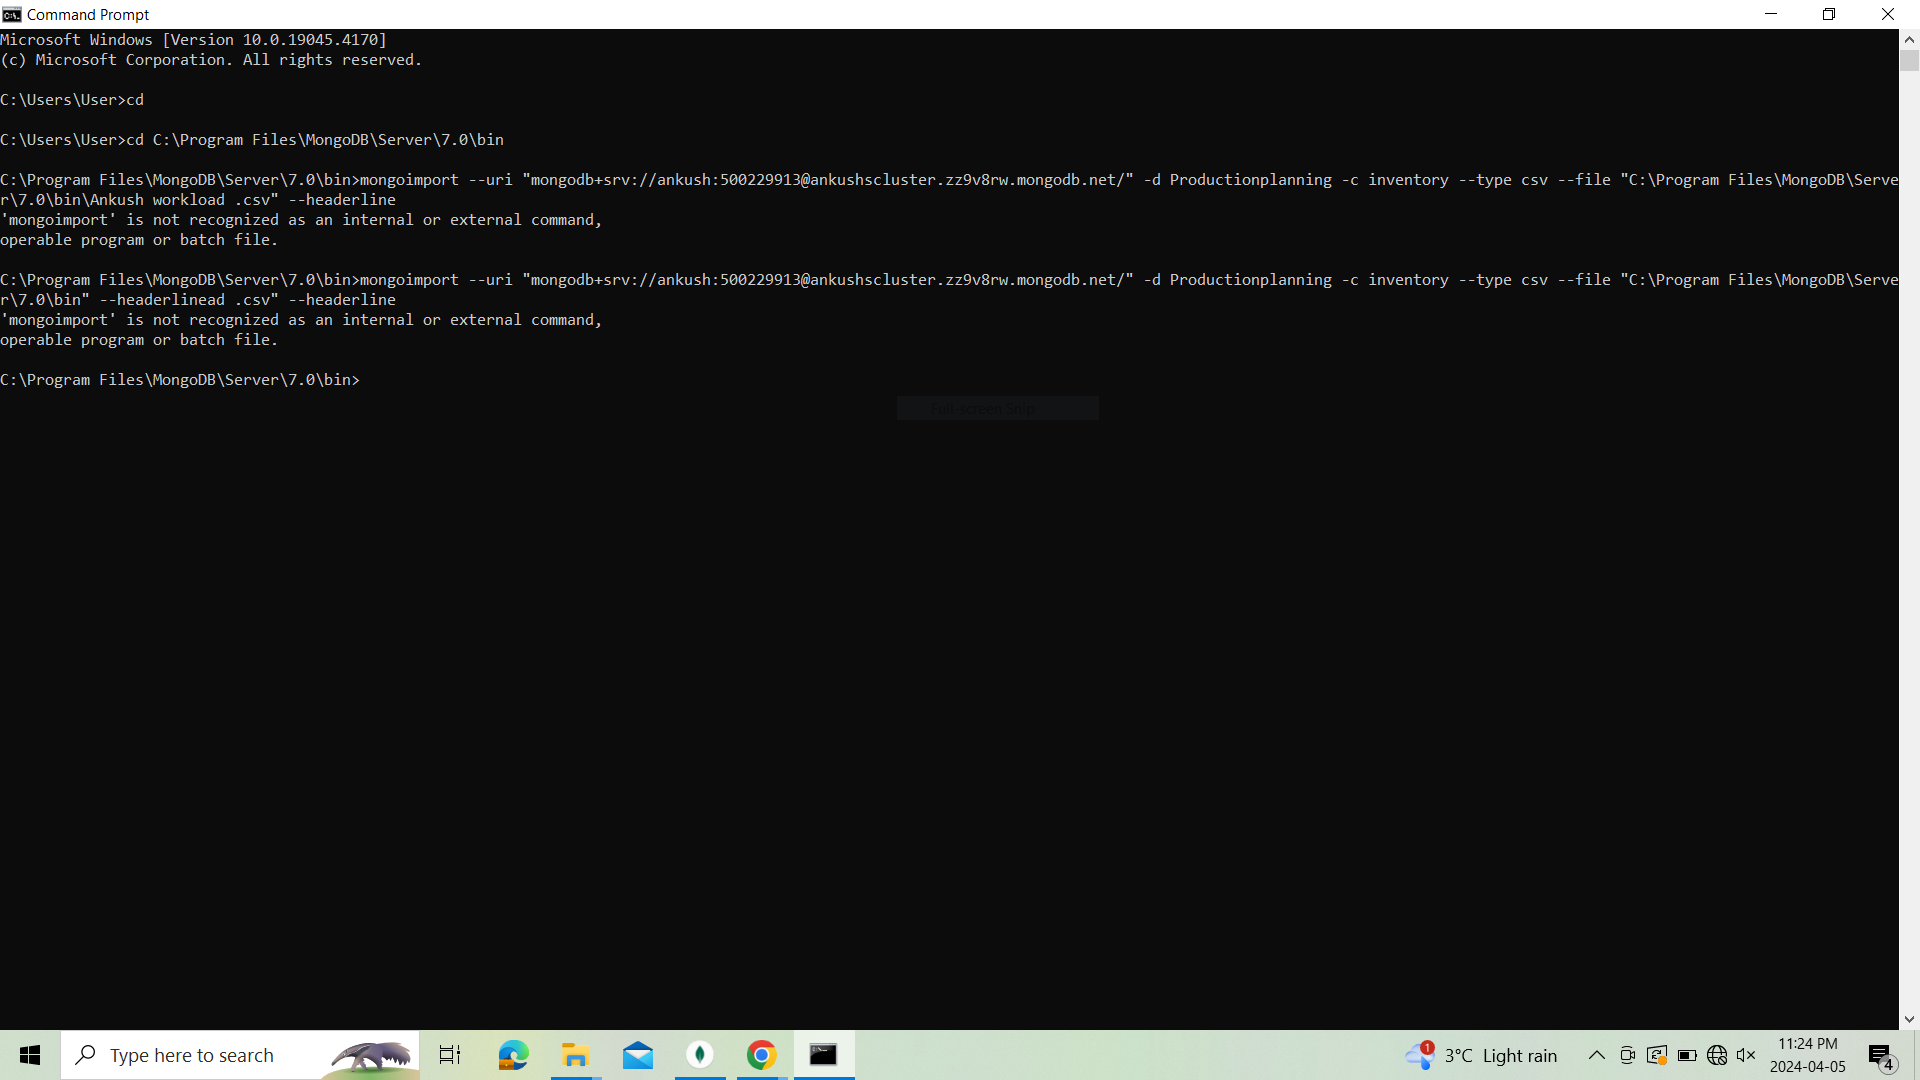 Command Prompt
Microsoft Windows [Version 10.0.19045.4170]
(c) Microsoft Corporation. All rights reserved.
C:\Users\User>cd
C:\Users\User>cd C:\Program Files\MongoDB\Server\7.0\bin
C:\Program Files\MongoDB\Server\7.0\bin>mongoimport --uri "mongodb+srv://ankush:500229913@ankushscluster.zz9v8rw.mongodb.net/" -d Productionplanning -c inventory --type csv --file "C:\Program Files\MongoDB\Serve
r\7.0\bin\Ankush workload .csv" --headerline
'mongoimport' is not recognized as an internal or external command,
operable program or batch file.
C:\Program Files\MongoDB\Server\7.0\bin>mongoimport --uri "mongodb+srv://ankush:500229913@ankushscluster.zz9v8rw.mongodb.net/" -d Productionplanning -c inventory --type csv --file "C:\Program Files\MongoDB\Serve
r\7.0\bin" --headerlinead .csv" --headerline
'mongoimport' is not recognized as an internal or external command,
operable program or batch file.
C:\Program Files\MongoDB\Server\7.0\bin>
Full-screen Snip
Type here to search
1
3°C Light rain
11:24 PM
2024-04-05
4